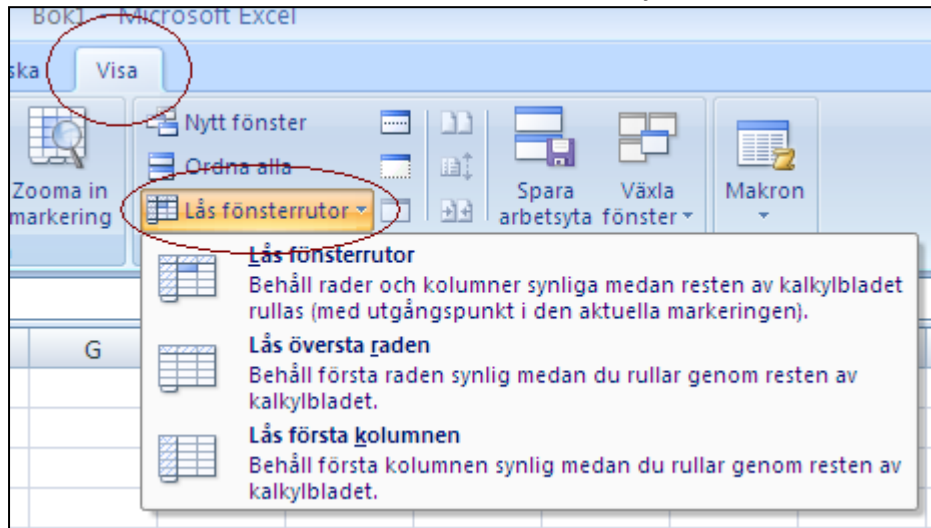 Bok1 - Microsoft Excel
ska Visa
Nytt fönster
Ordna alla
Lås fönsterrutor
Zooma in
markering
Spara
arbetsyta
Växla
fönster
Makron
Lås fönsterrutor
Behåll rader och kolumner synliga medan resten av kalkylbladet
rullas (med utgångspunkt i den aktuella markeringen).
Lås översta raden
Behåll första raden synlig medan du rullar genom resten av
kalkylbladet.
Lås första kolumnen
Behåll första kolumnen synlig medan du rullar genom resten av
kalkylbladet.
G